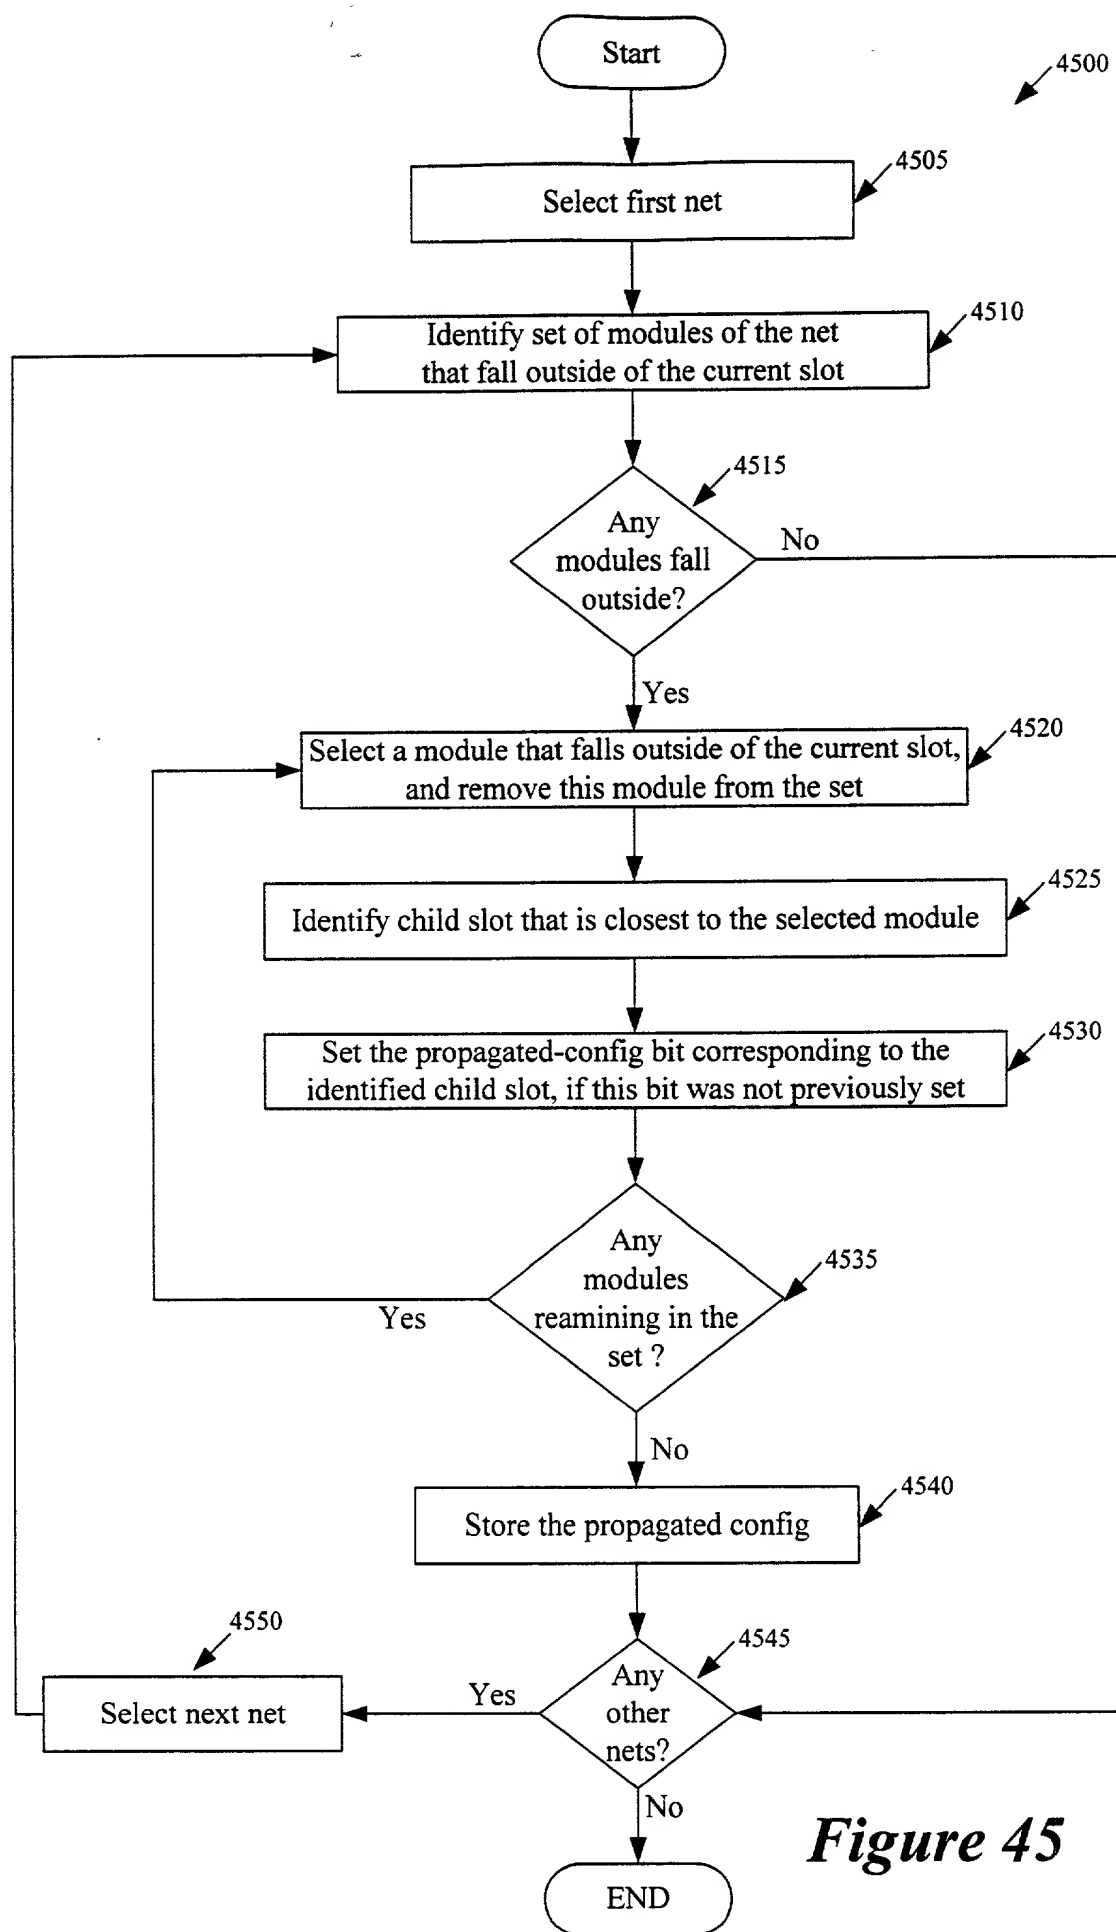 Start
4500
4505
Select first net
4510
Identify set of modules of the net
that fall outside of the current slot
4515
Any
modules fall
outside?
No
Yes
4520
Select a module that falls outside of the current slot,
and remove this module from the set
4525
Identify child slot that is closest to the selected module
4530
Set the propagated-config bit corresponding to the
identified child slot, if this bit was not previously set
Any
modules
reamining in the
set ?
4535
Yes
No
4540
Store the propagated config
4550
4545
Select next net
Yes
Any
other
nets?
No
Figure 45
END